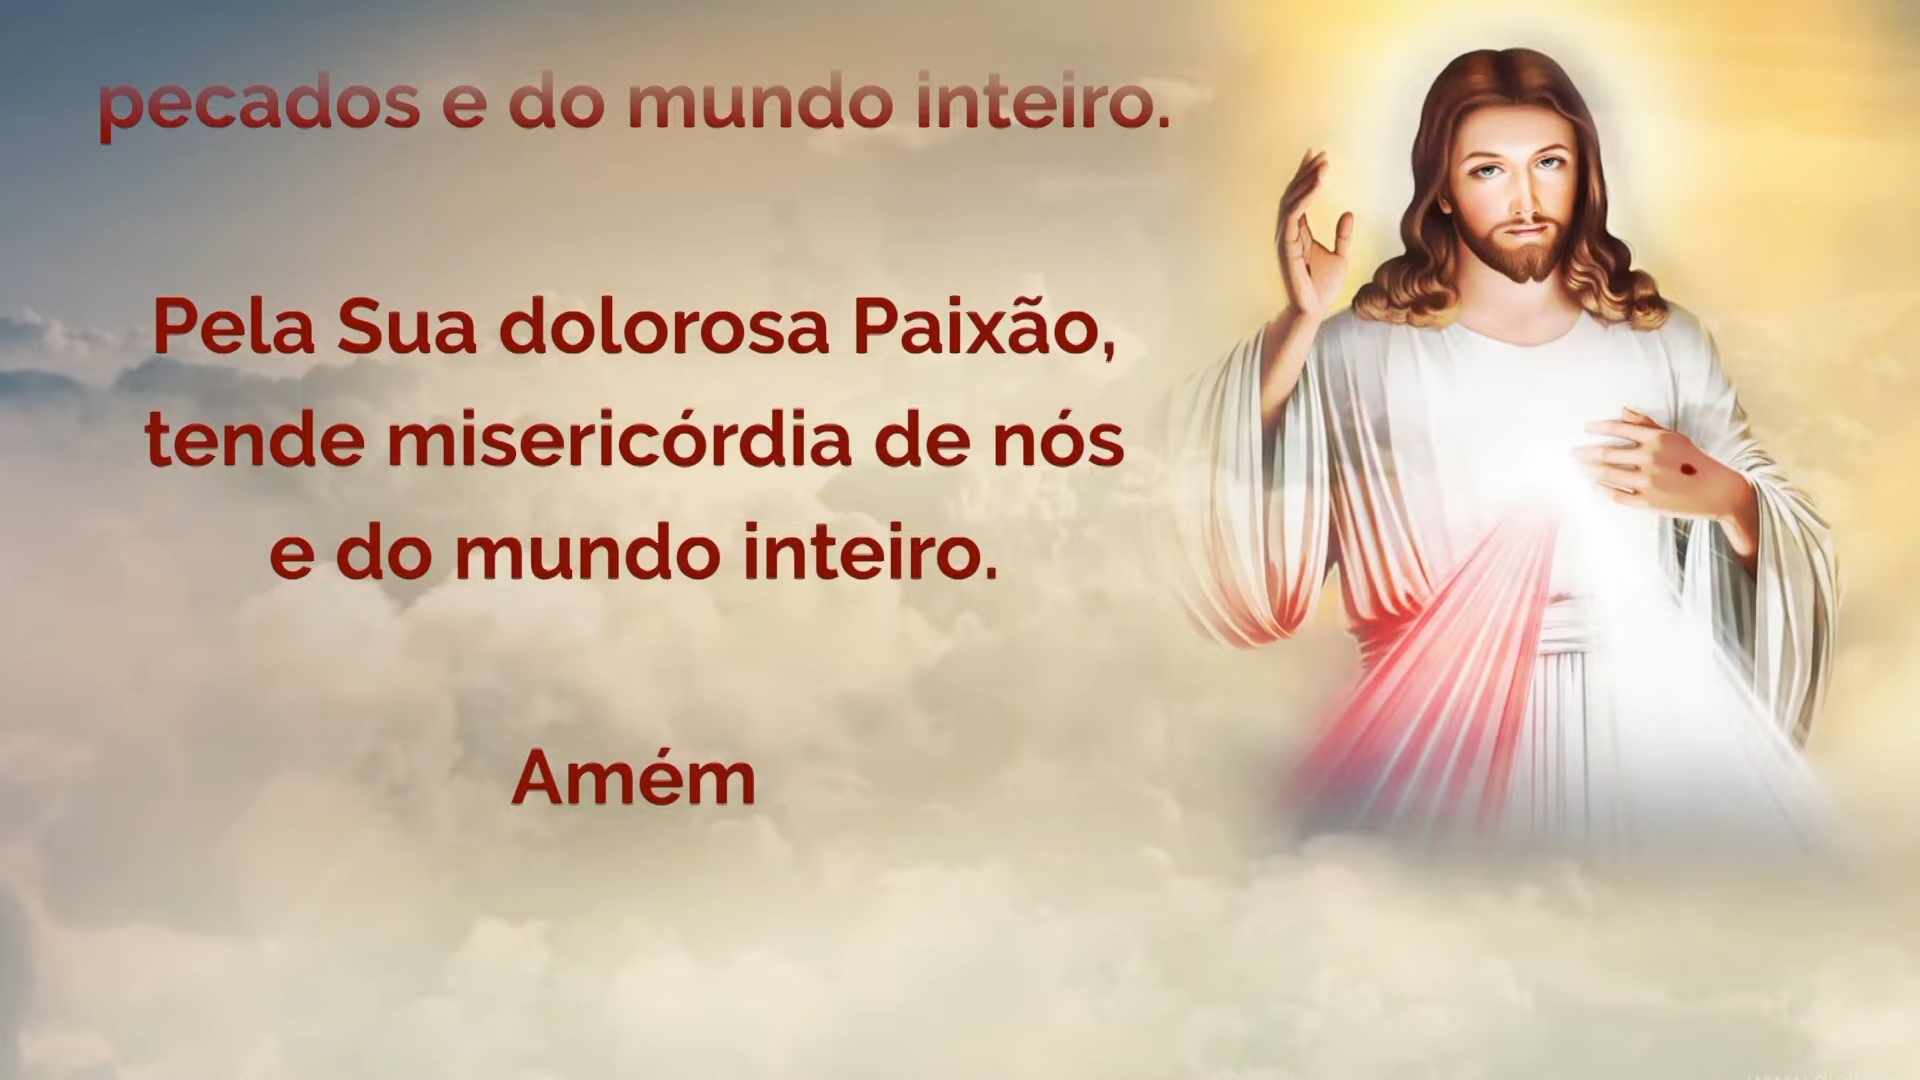 pecados e do mundo inteiro.
Pela Sua dolorosa Paixão,
tende misericórdia de nós
e do mundo inteiro.
Amém